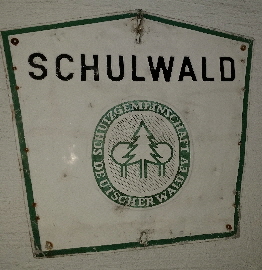 SCHULWALD
SCHUTZGEMEINSCHAFT
DEUTSCHER WALD E.V.